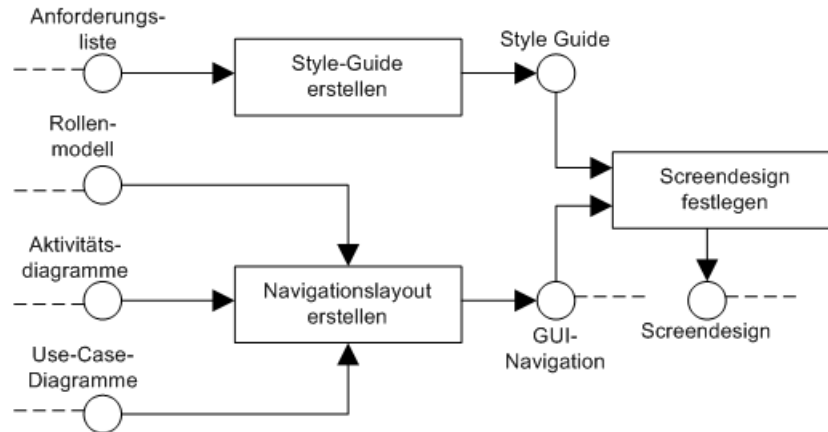 Anforderungs-
liste
Style-Guide
erstellen
Style Guide
Rollen-
modell
Screendesign
festlegen
Aktivitäts-
diagramme
Navigationslayout
erstellen
GUI-
Navigation
Screendesign
Use-Case-
Diagramme